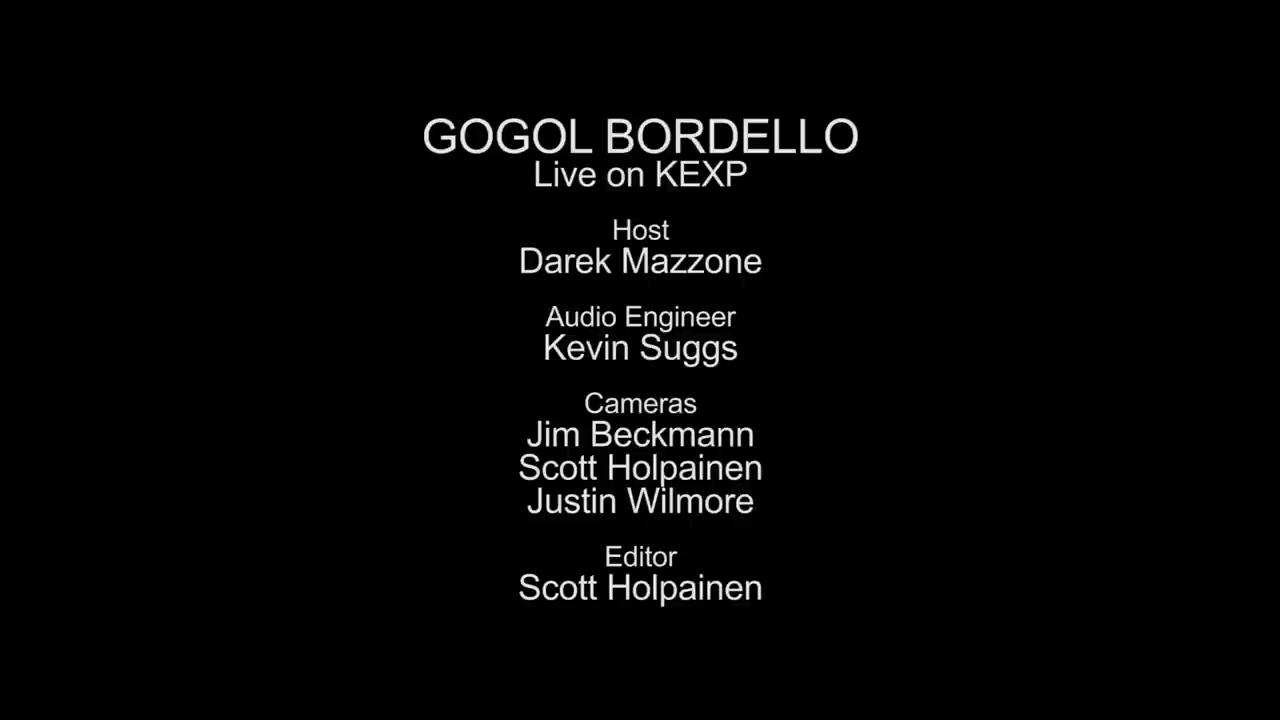 GOGOL BORDELLO
Live on KEXP
Host
Darek Mazzone
Audio Engineer
Kevin Suggs
Cameras
Jim Beckmann
Scott Holpainen
Justin Wilmore
Editor
Scott Holpainen